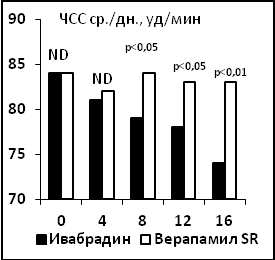 ЧСС ср./дн., уд/мин
90
ND
ND
p<0,05
p<0,05
p<0,01
85
80
75
70
0 4 8 12 16
Ивабрадин Верапамил SR